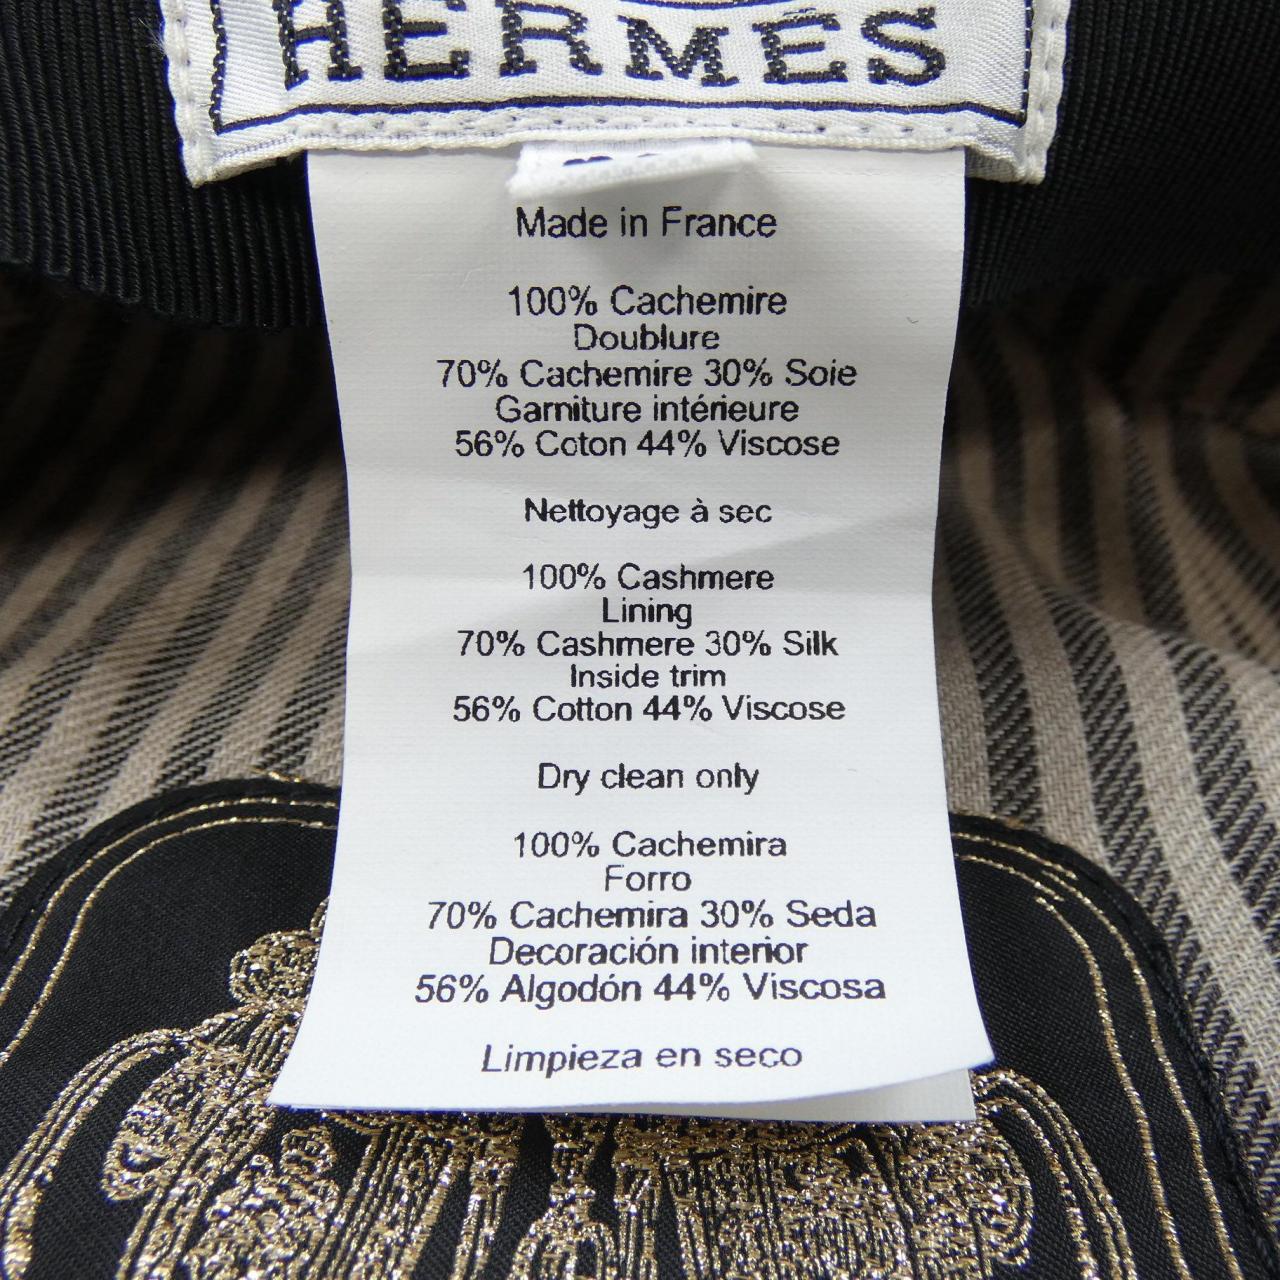 HERMES
Made in France
100% Cachemire
Doublure
70% Cachemire 30% Soie
Garniture intérieure
56% Coton 44% Viscose
Nettoyage à sec
100% Cashmere
Lining
70% Cashmere 30% Silk
Inside trim
56% Cotton 44% Viscose
Dry clean only
100% Cachemira
Forro
70% Cachemira 30% Seda
Decoración interior
56% Algodón 44% Viscosa
Limpieza en seco